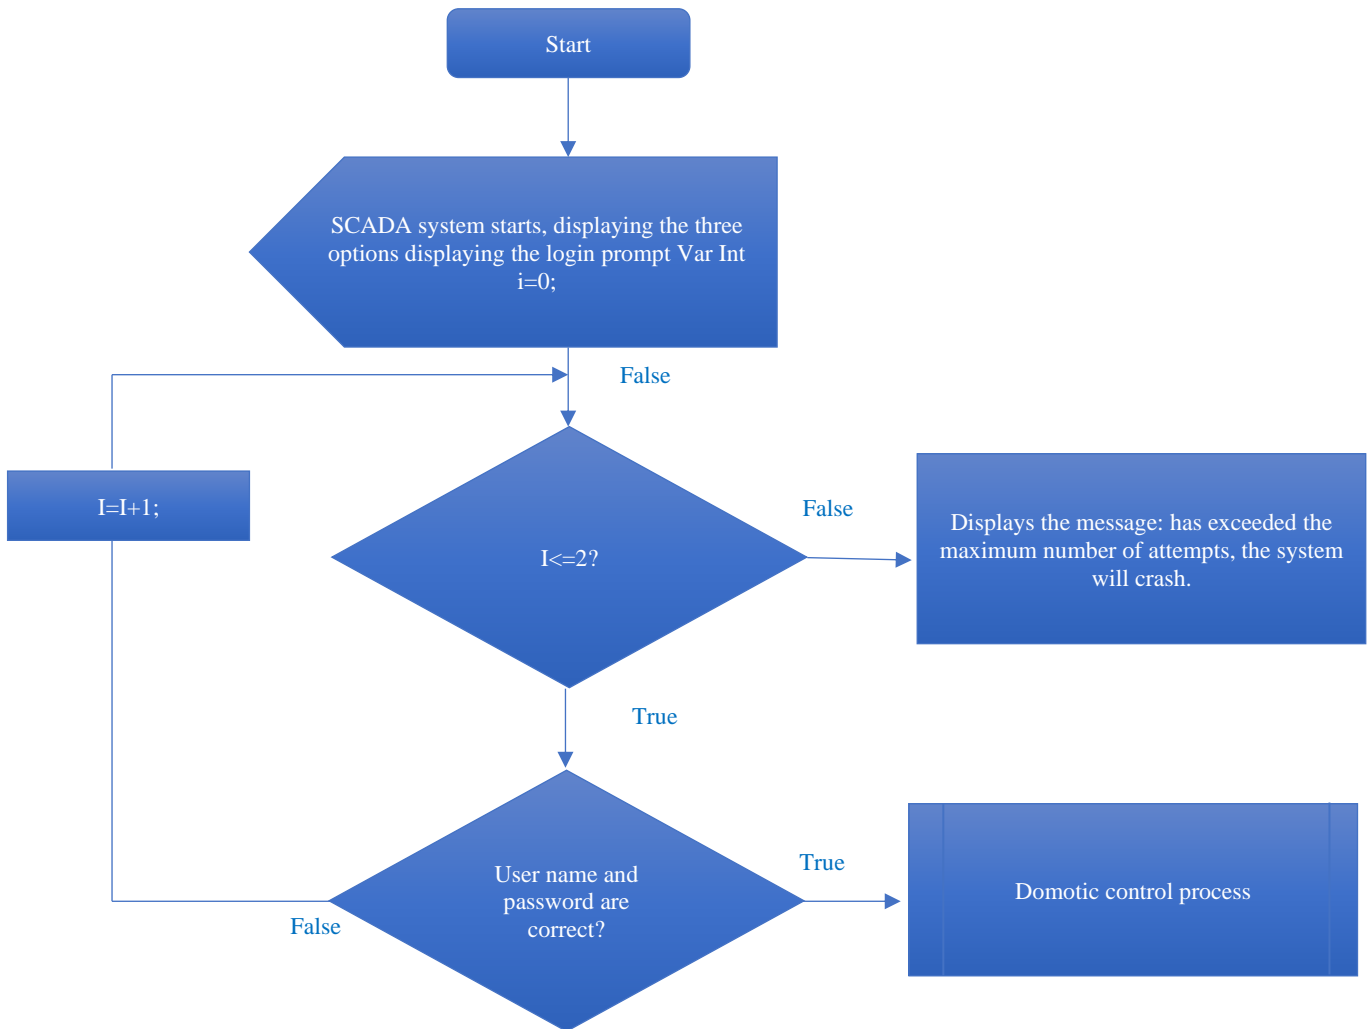 Start
SCADA system starts, displaying the three
options displaying the login prompt Var Int
i=0;
False
I=I+1;
I<=2?
False
Displays the message: has exceeded the
maximum number of attempts, the system
will crash.
True
User name and
password are
correct?
True
False
Domotic control process